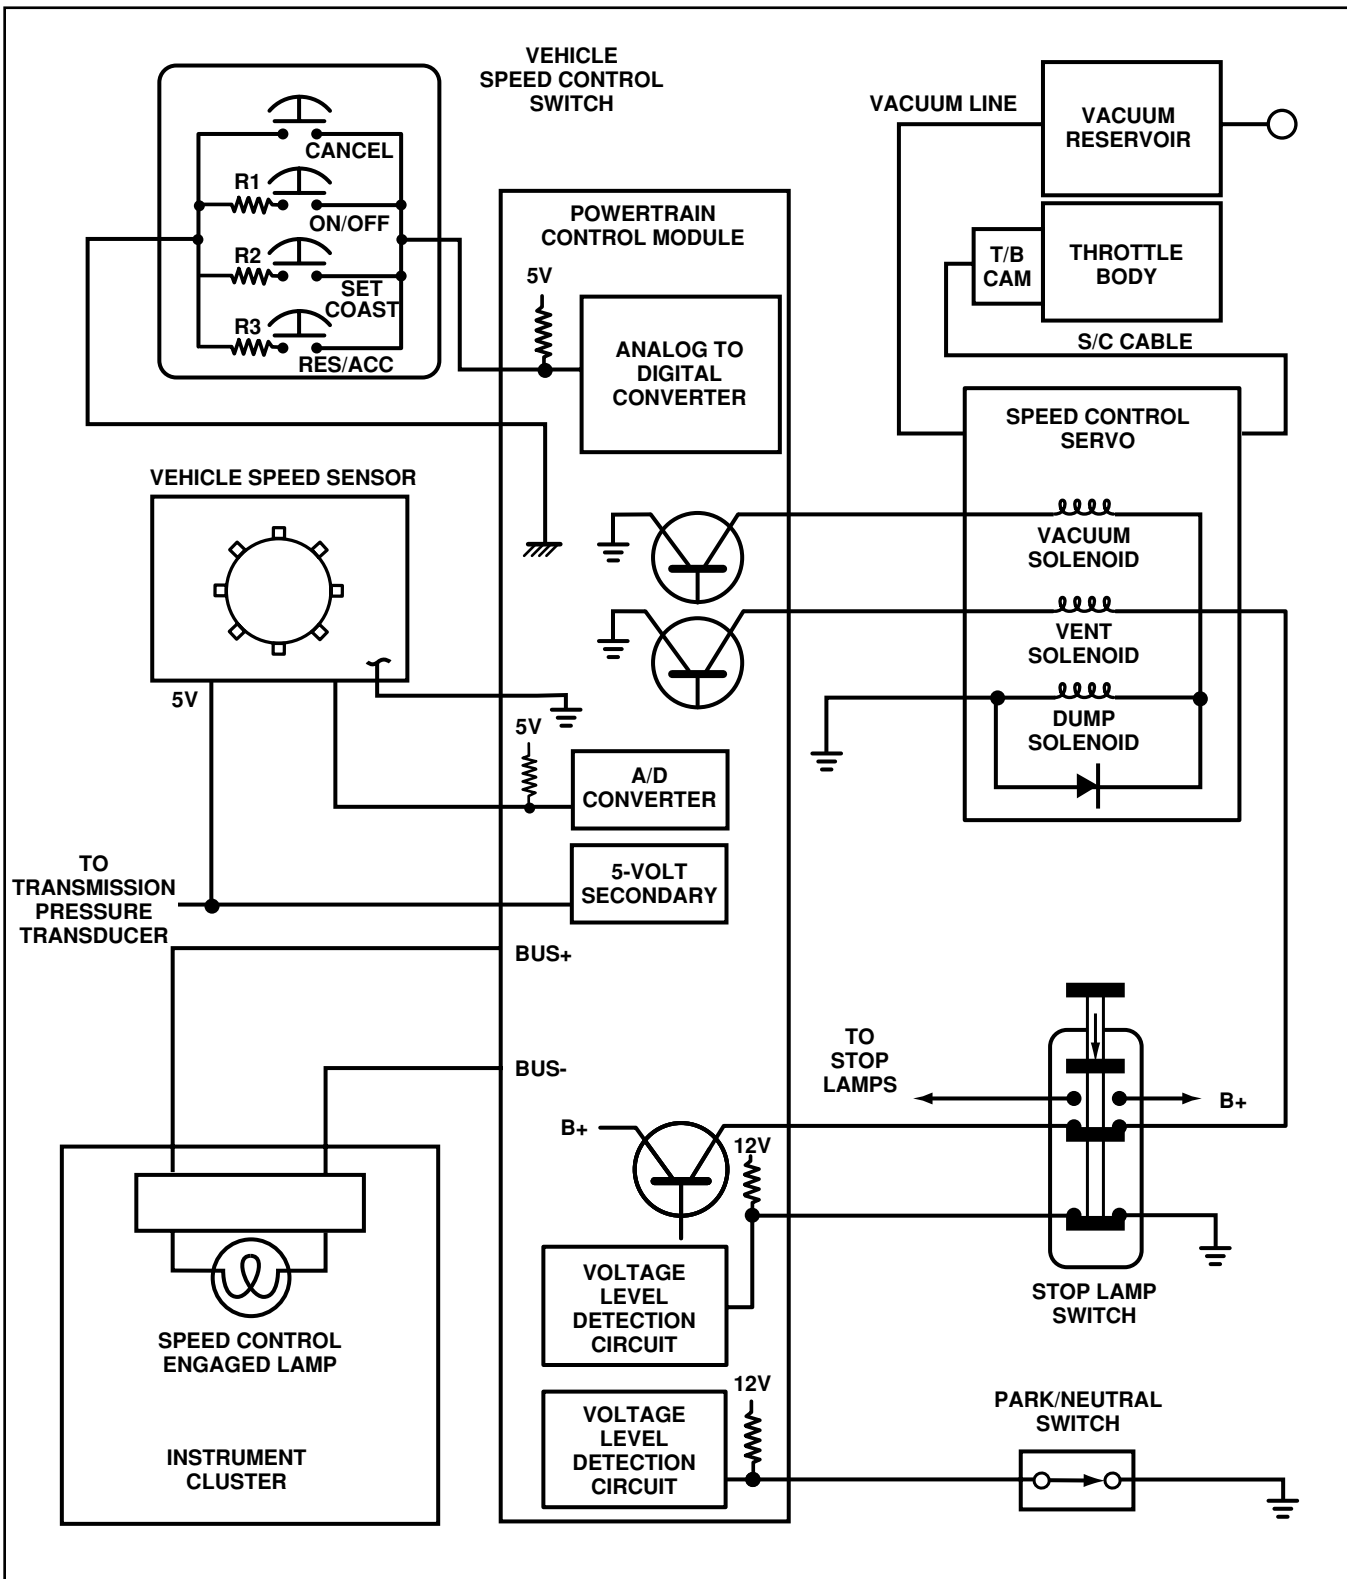 VEHICLE
SPEED CONTROL
SWITCH
CANCEL
R1
ON/OFF
R2
SET
COAST
R3
RES/ACC
VACUUM LINE
VACUUM
RESERVOIR
T/B
CAM
THROTTLE
BODY
S/C CABLE
POWERTRAIN
CONTROL MODULE
5V
ANALOG TO
DIGITAL
CONVERTER
SPEED CONTROL
SERVO
VACUUM
SOLENOID
VENT
SOLENOID
DUMP
SOLENOID
VEHICLE SPEED SENSOR
5V
5V
A/D
CONVERTER
5-VOLT
SECONDARY
TO
TRANSMISSION
PRESSURE
TRANSDUCER
BUS+
BUS-
TO
STOP
LAMPS
B+
B+
12V
VOLTAGE
LEVEL
DETECTION
CIRCUIT
STOP LAMP
SWITCH
12V
VOLTAGE
LEVEL
DETECTION
CIRCUIT
PARK/NEUTRAL
SWITCH
SPEED CONTROL
ENGAGED LAMP
INSTRUMENT
CLUSTER